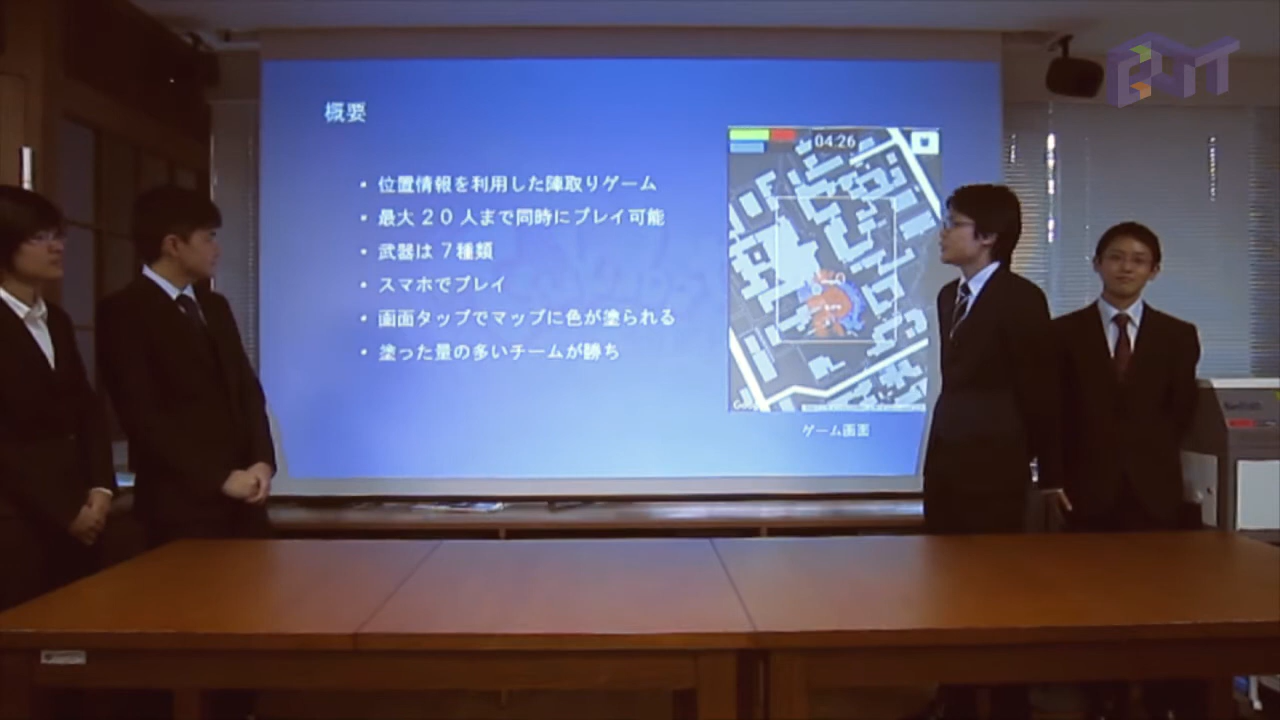 概要
・位置情報を利用した陣取りゲーム
・最大２０人まで同時にプレイ可能
・武器は７種類
・スマホでプレイ
・画面タップでマップに色が塗られる
・塗った量の多いチームが勝ち
04:26
ゲーム画面